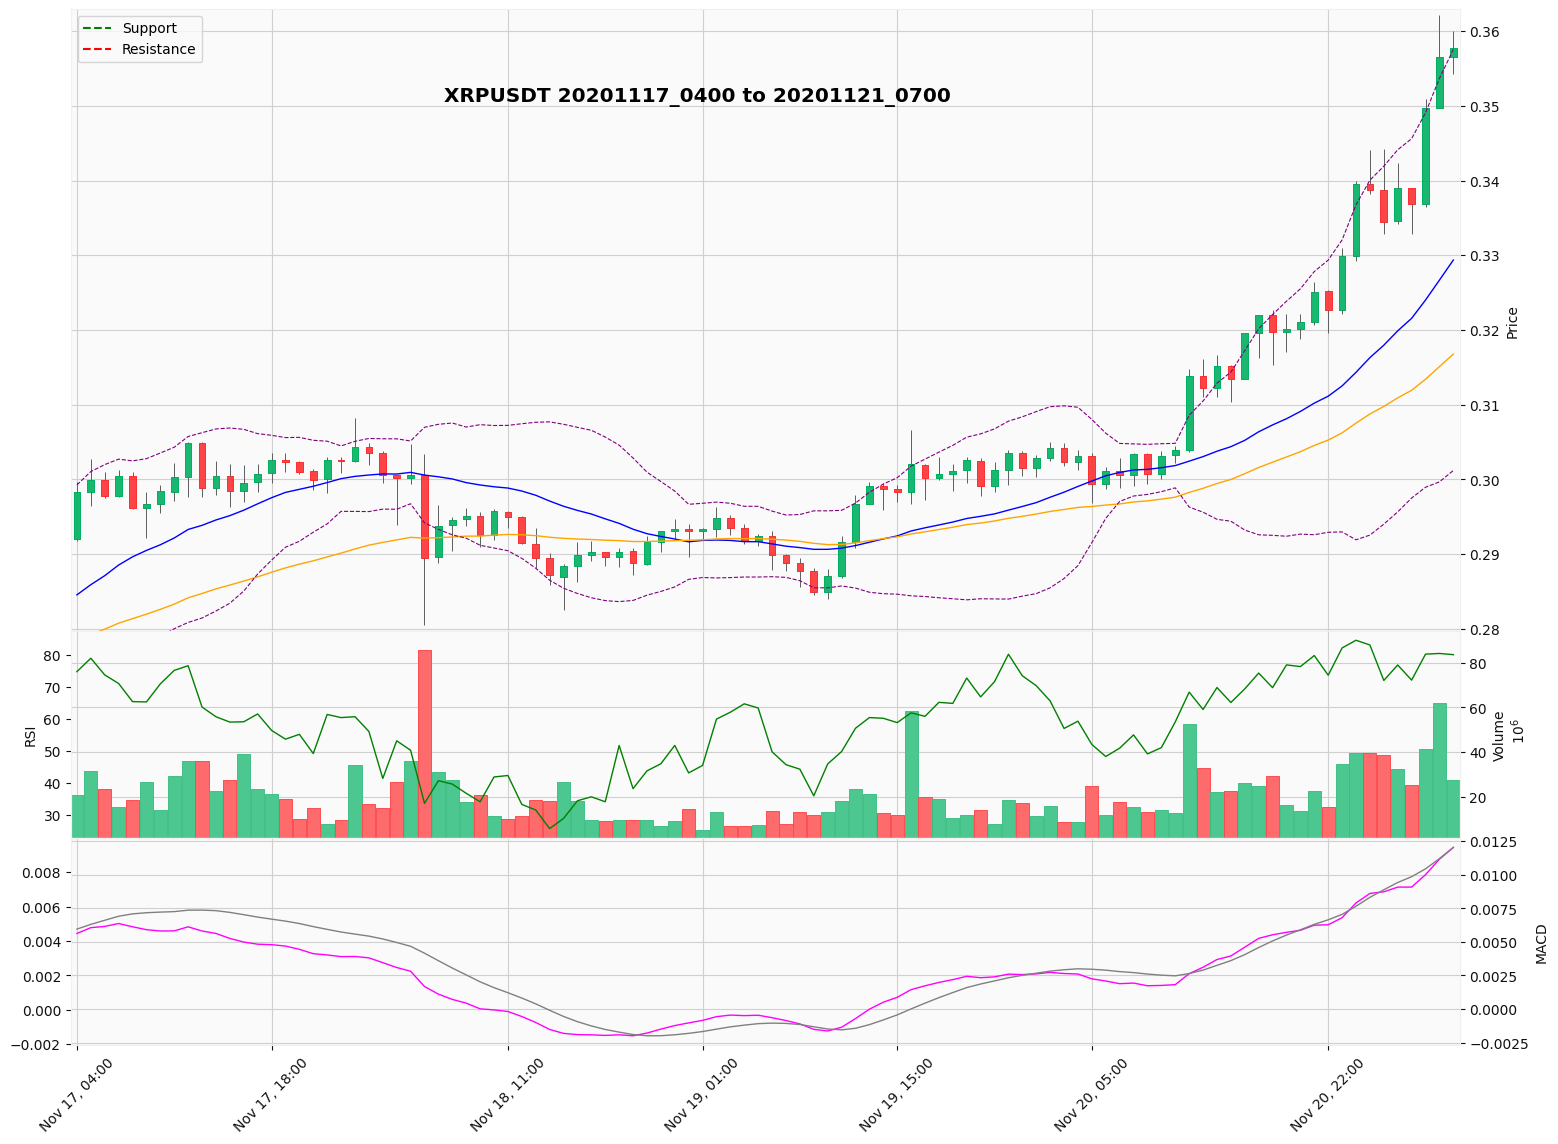 Support
Resistance
XRPUSDT 20201117_0400 to 20201121_0700
0.36
0.35
0.34
0.33
0.32
0.31
0.30
0.29
0.28
Price
80
70
60
50
40
30
RSI
80
60
40
20
Volume
10^6
0.008
0.006
0.004
0.002
0.000
−0.002
0.0125
0.0100
0.0075
0.0050
0.0025
0.0000
−0.0025
MACD
Nov 17, 04:00
Nov 17, 18:00
Nov 18, 11:00
Nov 19, 01:00
Nov 19, 15:00
Nov 20, 05:00
Nov 20, 22:00